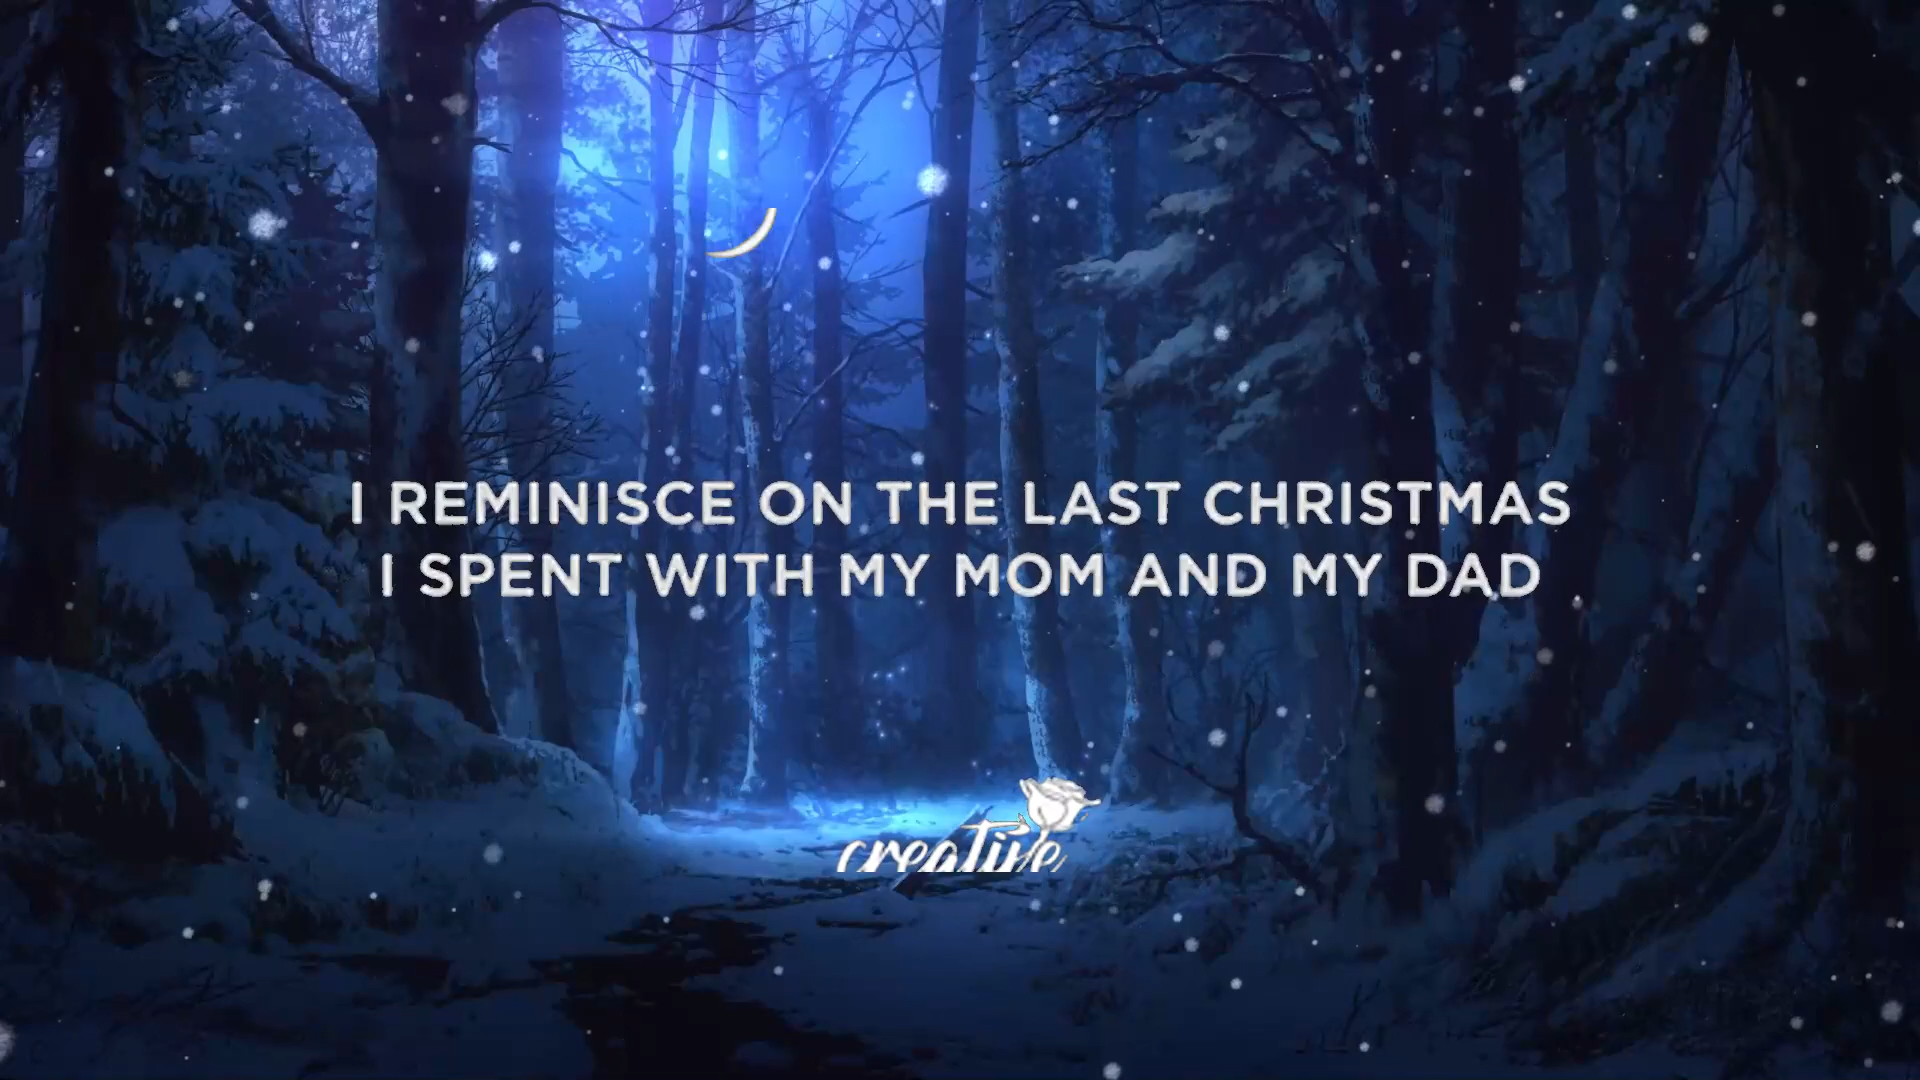 I REMINISCE ON THE LAST CHRISTMAS
I SPENT WITH MY MOM AND MY DAD
creative